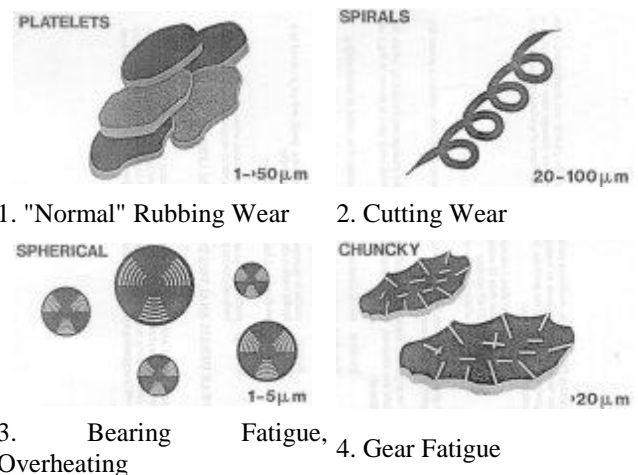 PLATELETS
1-›50µm
1. "Normal" Rubbing Wear
SPIRALS
20-100µm
2. Cutting Wear
SPHERICAL
1-5µm
3. Bearing Fatigue,
Overheating
CHUNCKY
›20µm
4. Gear Fatigue